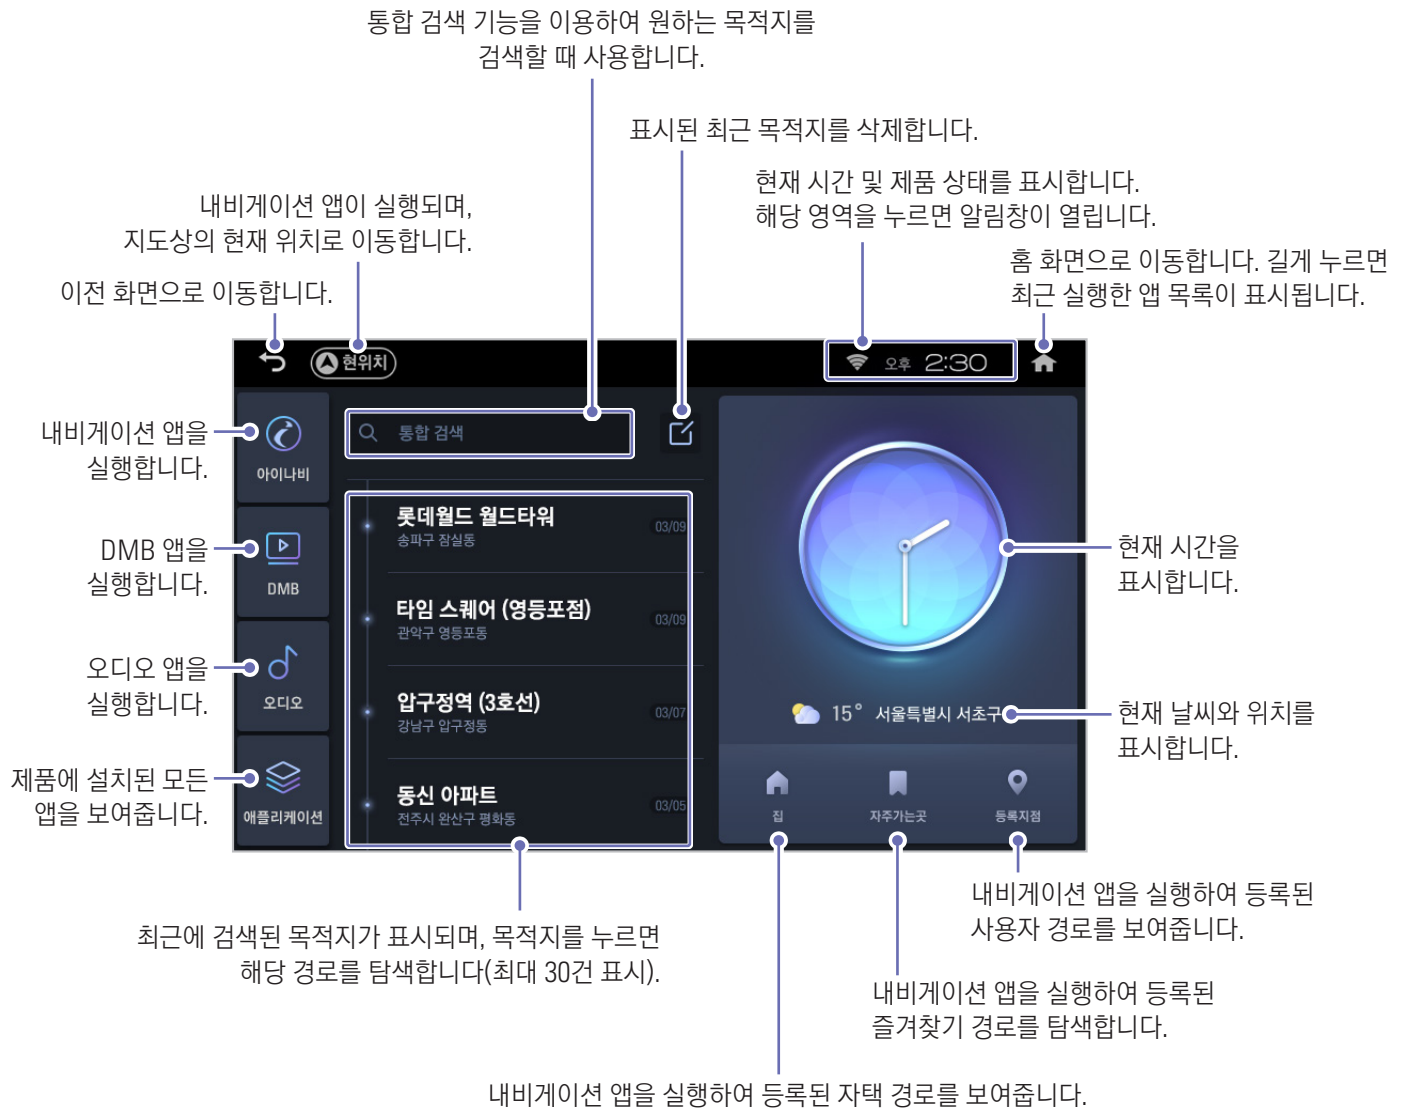 통합 검색 기능을 이용하여 원하는 목적지를
검색할 때 사용합니다.
표시된 최근 목적지를 삭제합니다.
현재 시간 및 제품 상태를 표시합니다.
해당 영역을 누르면 알림창이 열립니다.
내비게이션 앱이 실행되며,
지도상의 현재 위치로 이동합니다.
홈 화면으로 이동합니다. 길게 누르면
최근 실행한 앱 목록이 표시됩니다.
이전 화면으로 이동합니다.
현위치
오후 2:30
내비게이션 앱을
실행합니다.
아이나비
통합 검색
롯데월드 월드타워
송파구 잠실동
03/09
DMB 앱을
실행합니다.
DMB
타임 스퀘어 (영등포점)
관악구 영등포동
03/09
현재 시간을
표시합니다.
오디오 앱을
실행합니다.
오디오
압구정역 (3호선)
강남구 압구정동
03/07
15° 서울특별시 서초구
현재 날씨와 위치를
표시합니다.
제품에 설치된 모든
앱을 보여줍니다.
애플리케이션
동신 아파트
전주시 완산구 평화동
03/05
집
자주가는곳
등록지점
내비게이션 앱을 실행하여 등록된
사용자 경로를 보여줍니다.
최근에 검색된 목적지가 표시되며, 목적지를 누르면
해당 경로를 탐색합니다(최대 30건 표시).
내비게이션 앱을 실행하여 등록된
즐겨찾기 경로를 탐색합니다.
내비게이션 앱을 실행하여 등록된 자택 경로를 보여줍니다.